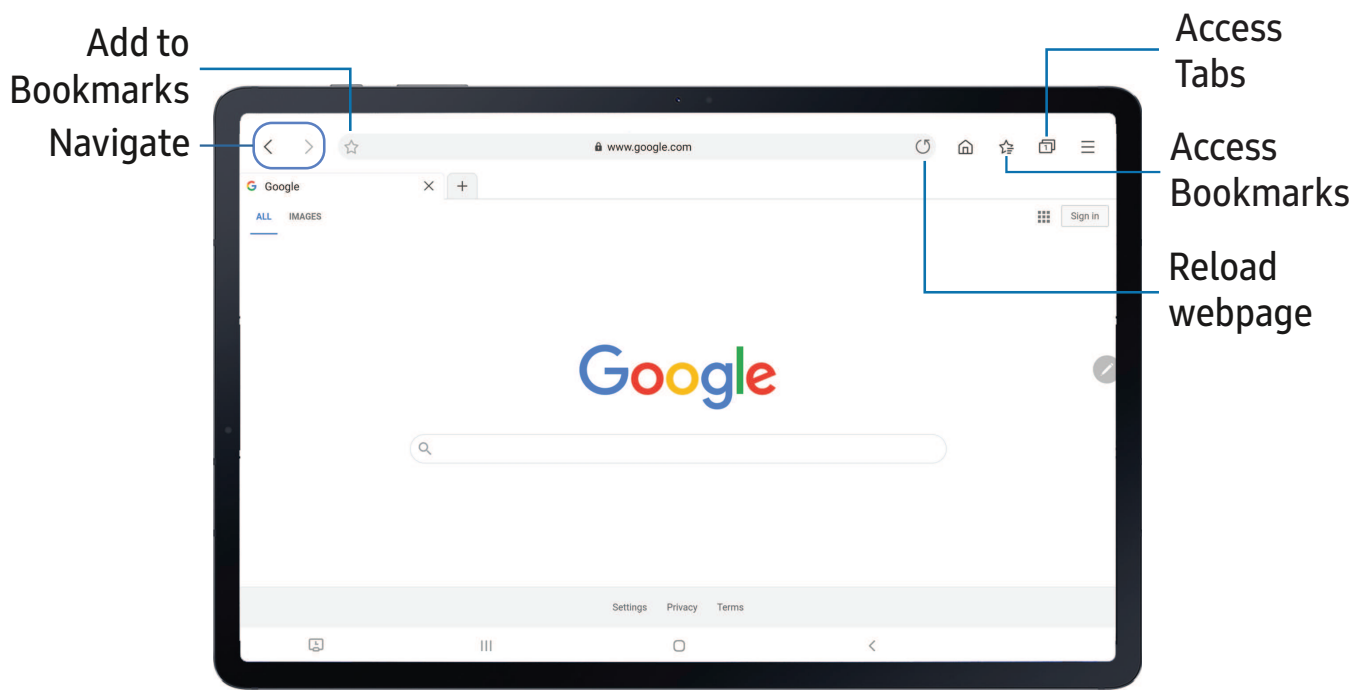 Add to
Bookmarks
Navigate
Access
Tabs
Access
Bookmarks
Reload
webpage
www.google.com
1
Google
ALL IMAGES
Sign in
Google
Settings Privacy Terms